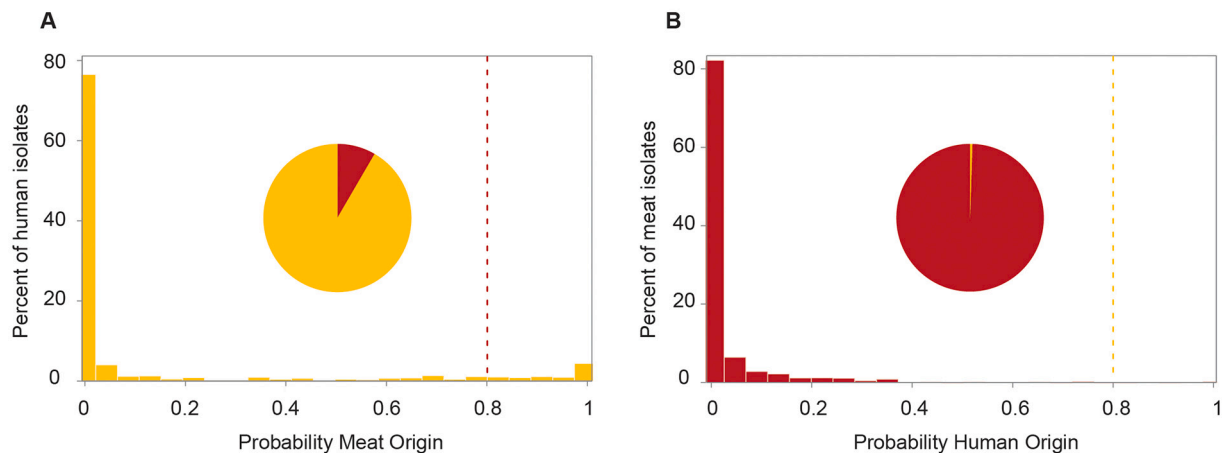 A
B
80
60
40
20
0
Percent of human isolates
0 0.2 0.4 0.6 0.8 1
Probability Meat Origin
80
60
40
20
0
Percent of meat isolates
0 0.2 0.4 0.6 0.8 1
Probability Human Origin